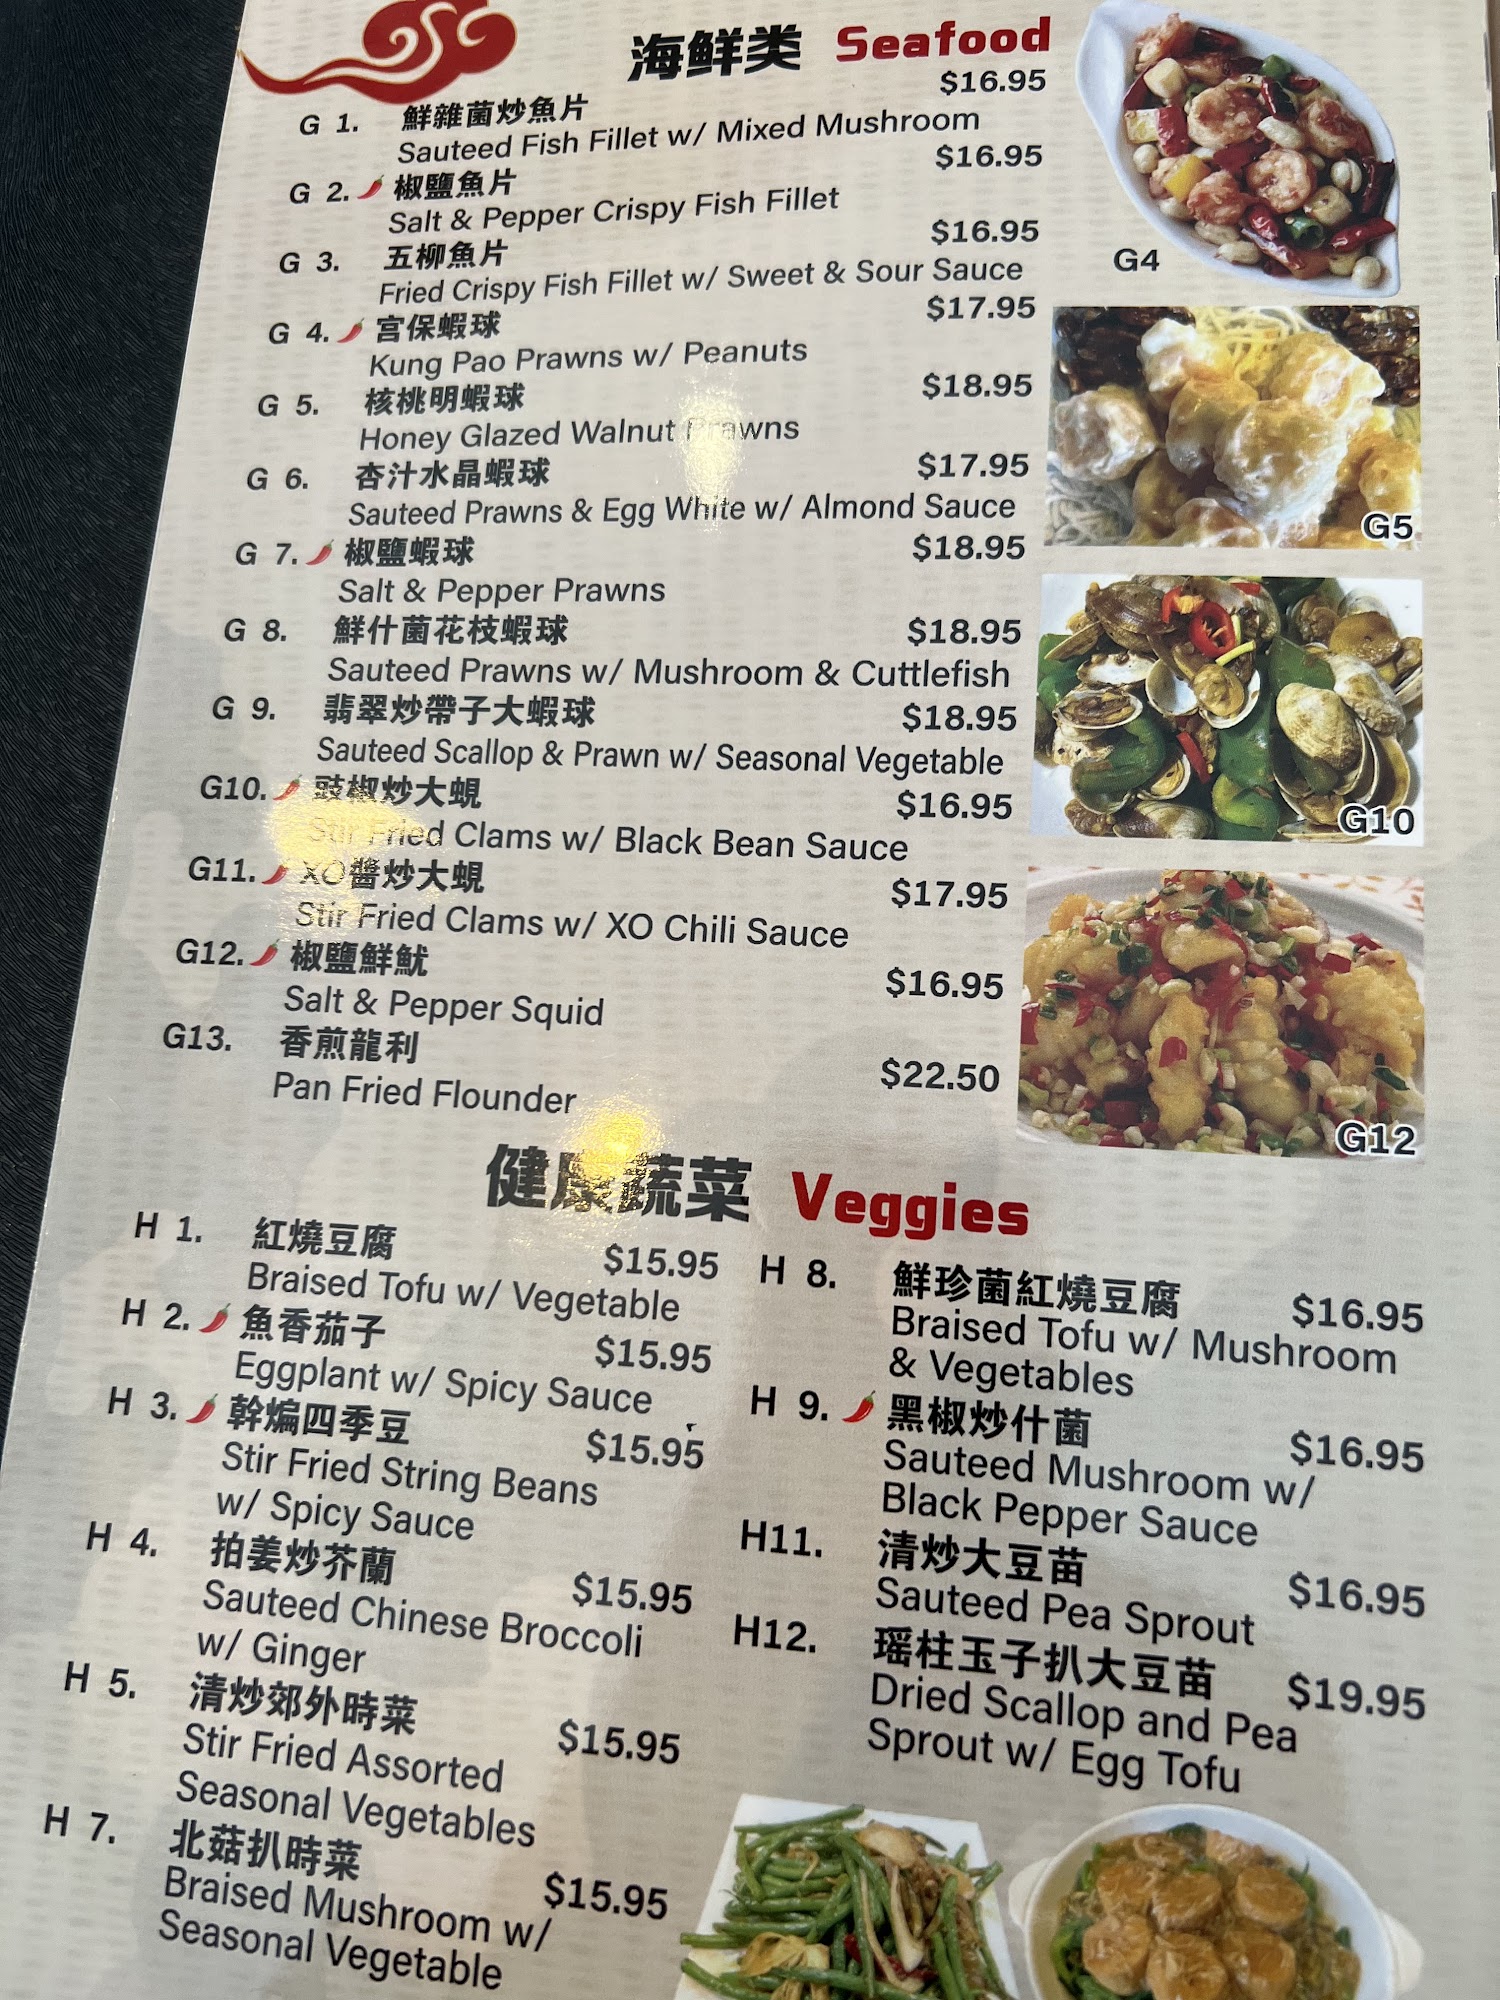 海鲜类 Seafood
G 1. 鮮雜菌炒魚片 $16.95
Sauteed Fish Fillet w/ Mixed Mushroom
G 2. 椒鹽魚片 $16.95
Salt & Pepper Crispy Fish Fillet
G 3. 五柳魚片 $16.95
Fried Crispy Fish Fillet w/ Sweet & Sour Sauce
G 4. 宫保蝦球 $17.95
Kung Pao Prawns w/ Peanuts
G 5. 核桃明蝦球 $18.95
Honey Glazed Walnut Prawns
G 6. 杏汁水晶蝦球 $17.95
Sauteed Prawns & Egg White w/ Almond Sauce
G 7. 椒鹽蝦球 $18.95
Salt & Pepper Prawns
G 8. 鮮什菌花枝蝦球 $18.95
Sauteed Prawns w/ Mushroom & Cuttlefish
G 9. 翡翠炒帶子大蝦球 $18.95
Sauteed Scallop & Prawn w/ Seasonal Vegetable
G10. 豉椒炒大蜆 $16.95
Stir Fried Clams w/ Black Bean Sauce
G11. XO醬炒大蜆 $17.95
Stir Fried Clams w/ XO Chili Sauce
G12. 椒鹽鮮魷 $16.95
Salt & Pepper Squid
G13. 香煎龍利 $22.50
Pan Fried Flounder
G4
G5
G10
G12
健康蔬菜 Veggies
H 1. 紅燒豆腐 $15.95
Braised Tofu w/ Vegetable
H 2. 魚香茄子 $15.95
Eggplant w/ Spicy Sauce
H 3. 幹煸四季豆 $15.95
Stir Fried String Beans
w/ Spicy Sauce
H 4. 拍姜炒芥蘭 $15.95
Sauteed Chinese Broccoli
w/ Ginger
H 5. 清炒郊外時菜 $15.95
Stir Fried Assorted
Seasonal Vegetables
H 7. 北菇扒時菜 $15.95
Braised Mushroom w/
Seasonal Vegetable
H 8. 鮮珍菌紅燒豆腐 $16.95
Braised Tofu w/ Mushroom
& Vegetables
H 9. 黑椒炒什菌 $16.95
Sauteed Mushroom w/
Black Pepper Sauce
H11. 清炒大豆苗 $16.95
Sauteed Pea Sprout
H12. 瑶柱玉子扒大豆苗 $19.95
Dried Scallop and Pea
Sprout w/ Egg Tofu